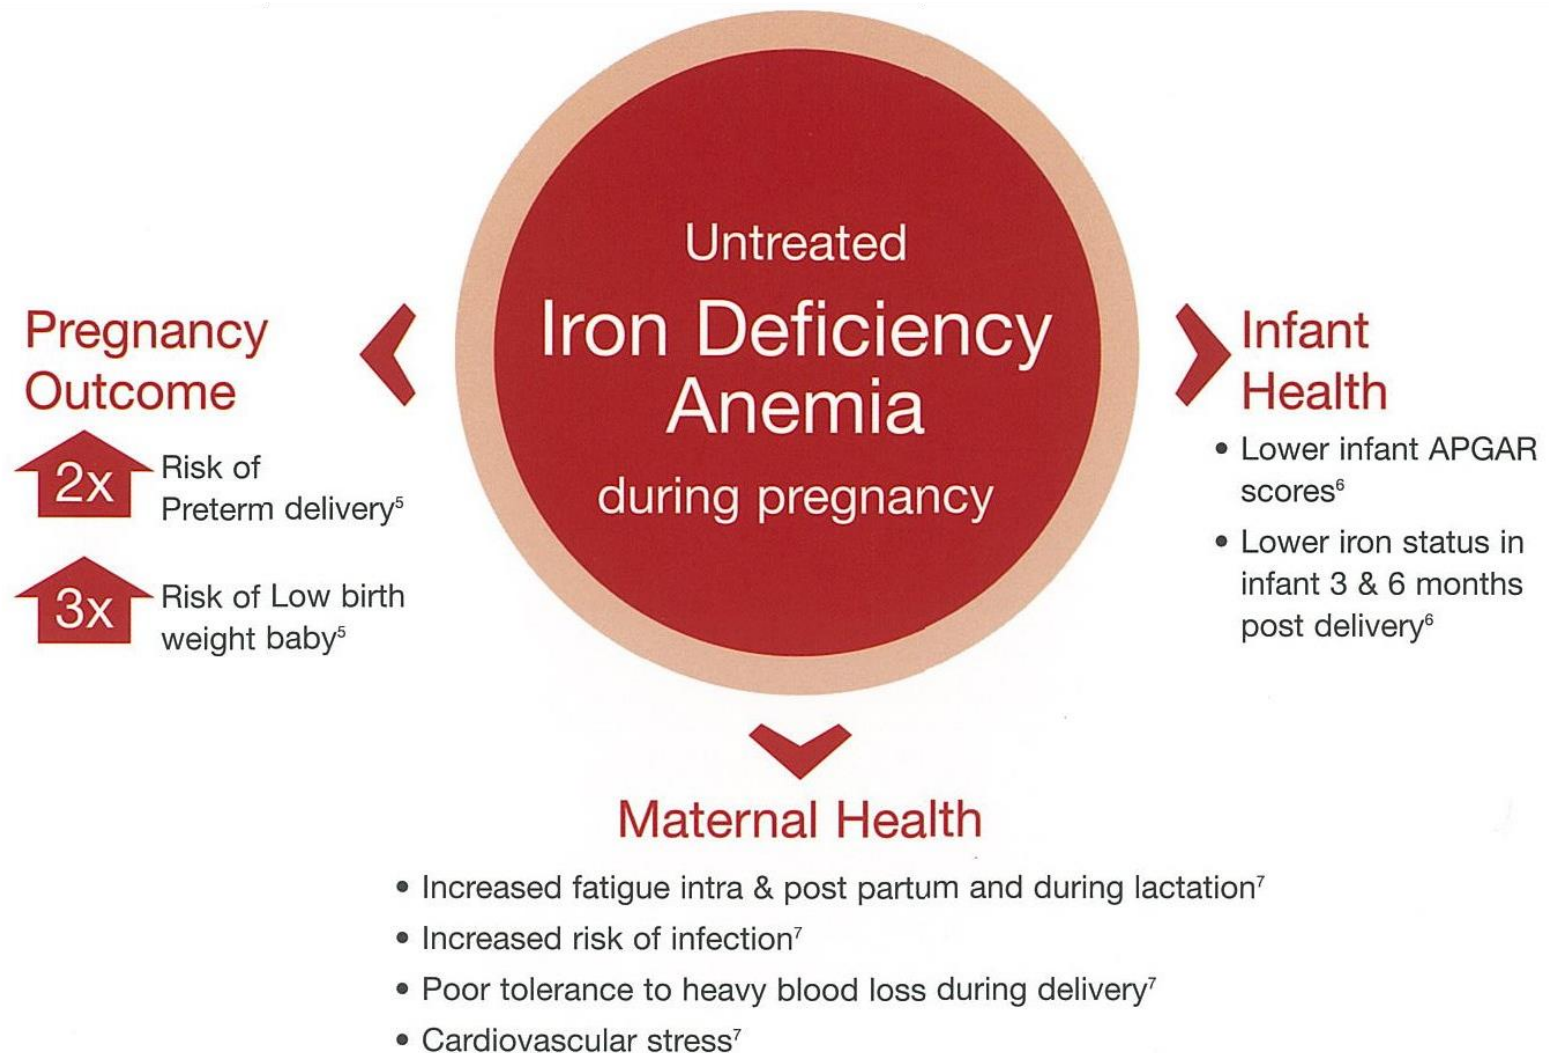 Untreated
Iron Deficiency
Anemia
during pregnancy
Pregnancy
Outcome
2x
Risk of
Preterm delivery⁵
3x
Risk of Low birth
weight baby⁵
Infant
Health
• Lower infant APGAR
scores⁶
• Lower iron status in
infant 3 & 6 months
post delivery⁶
Maternal Health
• Increased fatigue intra & post partum and during lactation⁷
• Increased risk of infection⁷
• Poor tolerance to heavy blood loss during delivery⁷
• Cardiovascular stress⁷